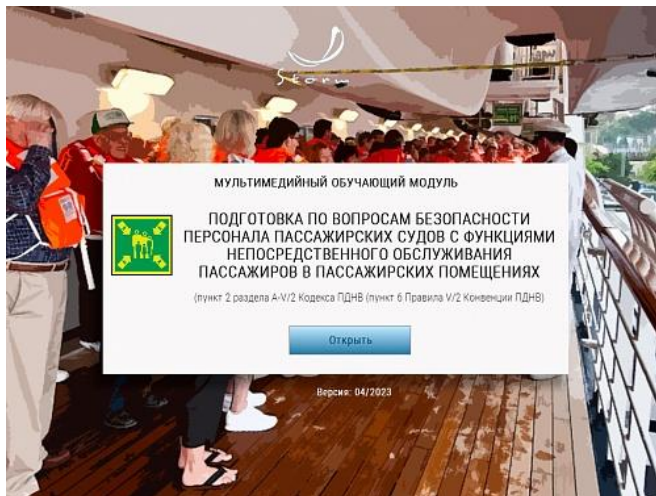 Storm
МУЛЬТИМЕДИЙНЫЙ ОБУЧАЮЩИЙ МОДУЛЬ
ПОДГОТОВКА ПО ВОПРОСАМ БЕЗОПАСНОСТИ
ПЕРСОНАЛА ПАССАЖИРСКИХ СУДОВ С ФУНКЦИЯМИ
НЕПОСРЕДСТВЕННОГО ОБСЛУЖИВАНИЯ
ПАССАЖИРОВ В ПАССАЖИРСКИХ ПОМЕЩЕНИЯХ
(пункт 2 раздела А-V/2 Кодекса ПДНВ (пункт 6 Правила V/2 Конвенции ПДНВ)
Открыть
Версия: 04/2023